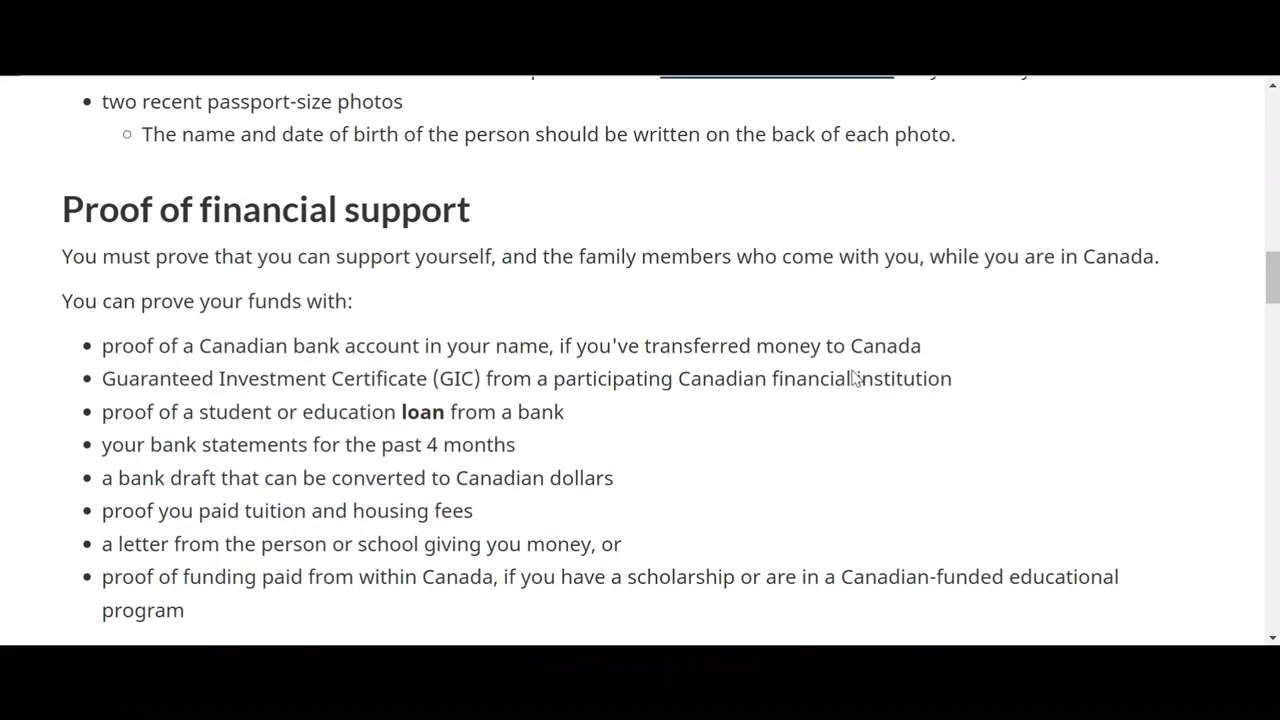 two recent passport-size photos
The name and date of birth of the person should be written on the back of each photo.
Proof of financial support
You must prove that you can support yourself, and the family members who come with you, while you are in Canada.
You can prove your funds with:
proof of a Canadian bank account in your name, if you've transferred money to Canada
Guaranteed Investment Certificate (GIC) from a participating Canadian financial institution
proof of a student or education loan from a bank
your bank statements for the past 4 months
a bank draft that can be converted to Canadian dollars
proof you paid tuition and housing fees
a letter from the person or school giving you money, or
proof of funding paid from within Canada, if you have a scholarship or are in a Canadian-funded educational
program